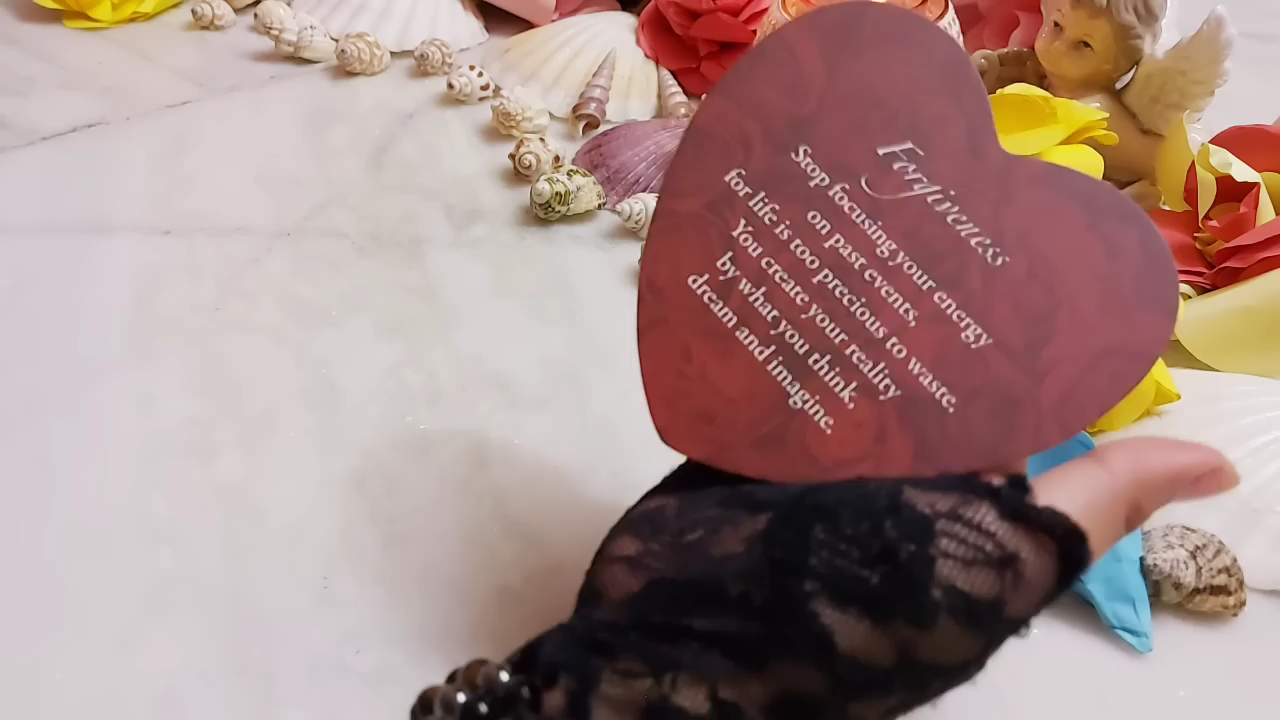 Forgiveness
Stop focusing your energy
on past events,
for life is too precious to waste.
You create your reality
by what you think,
dream and imagine.